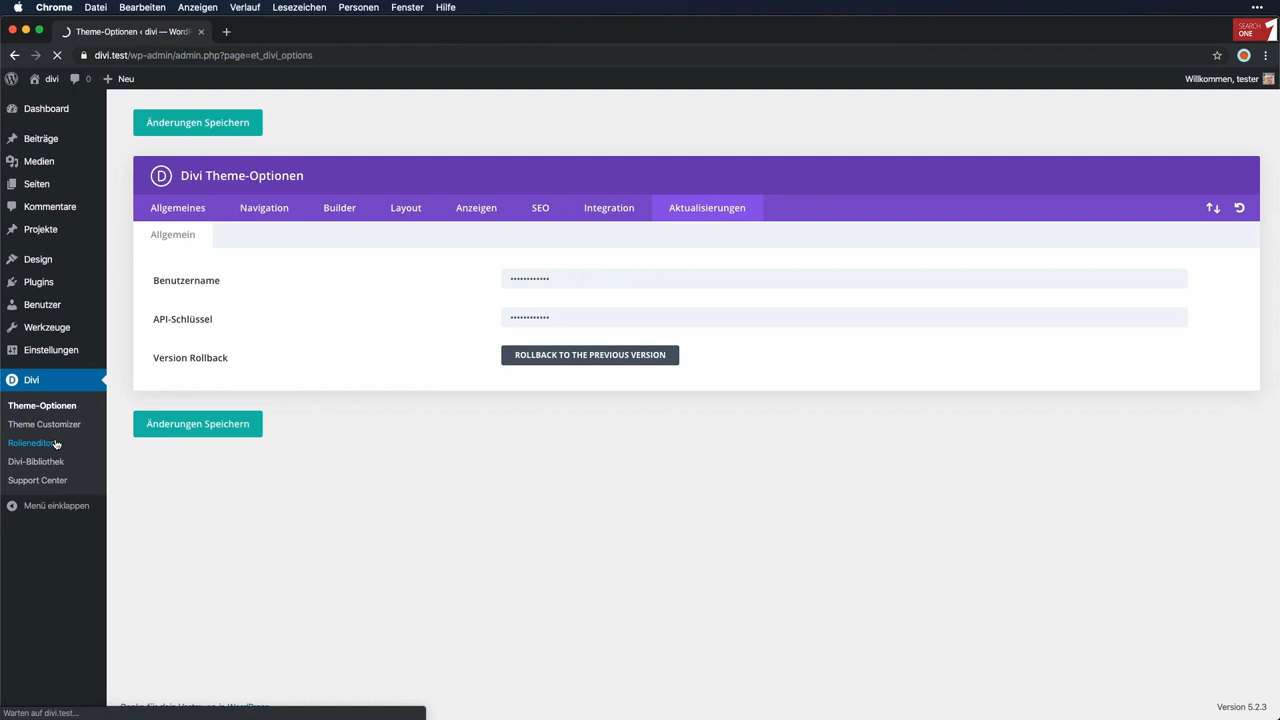 Chrome Datei Bearbeiten Anzeigen Verlauf Lesezeichen Personen Fenster Hilfe
Theme-Optionen ‹ divi — Word
SEARCH ONE 1
divi.test/wp-admin/admin.php?page=et_divi_options
divi 0 Neu
Willkommen, tester
Dashboard
Beiträge
Medien
Seiten
Kommentare
Projekte
Design
Plugins
Benutzer
Werkzeuge
Einstellungen
Divi
Theme-Optionen
Theme Customizer
Rolleneditor
Divi-Bibliothek
Support Center
Menü einklappen
Änderungen Speichern
D Divi Theme-Optionen
Allgemeines Navigation Builder Layout Anzeigen SEO Integration Aktualisierungen
Allgemein
Benutzername ••••••••••••
API-Schlüssel ••••••••••••
Version Rollback ROLLBACK TO THE PREVIOUS VERSION
Änderungen Speichern
Version 5.2.3
Warten auf divi.test...